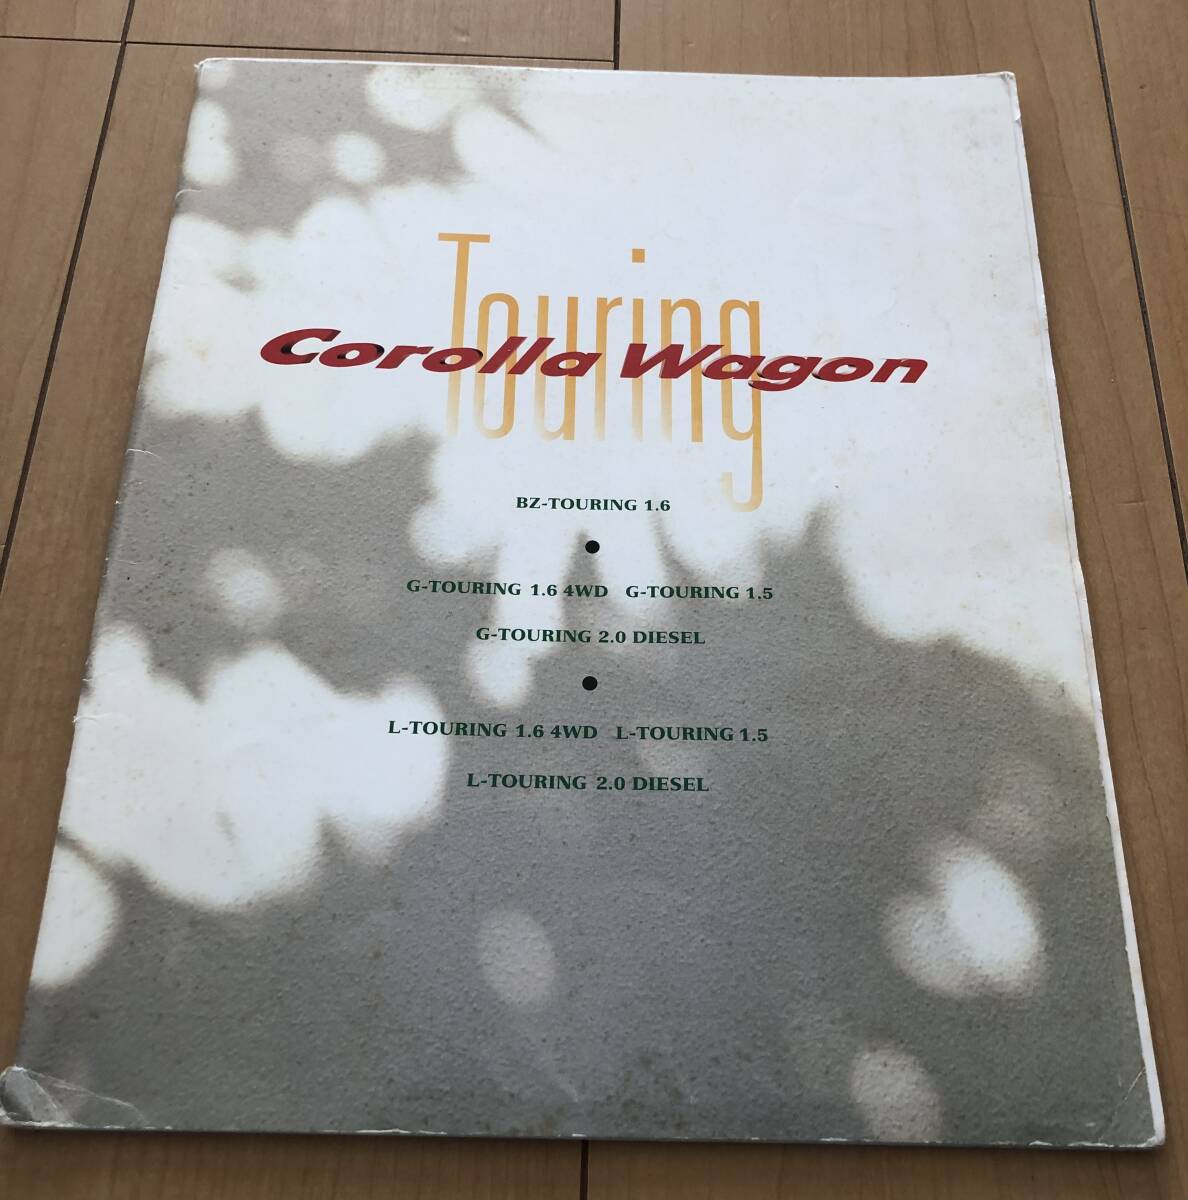 Touring
Corolla Wagon
BZ-TOURING 1.6
●
G-TOURING 1.6 4WD G-TOURING 1.5
G-TOURING 2.0 DIESEL
●
L-TOURING 1.6 4WD L-TOURING 1.5
L-TOURING 2.0 DIESEL